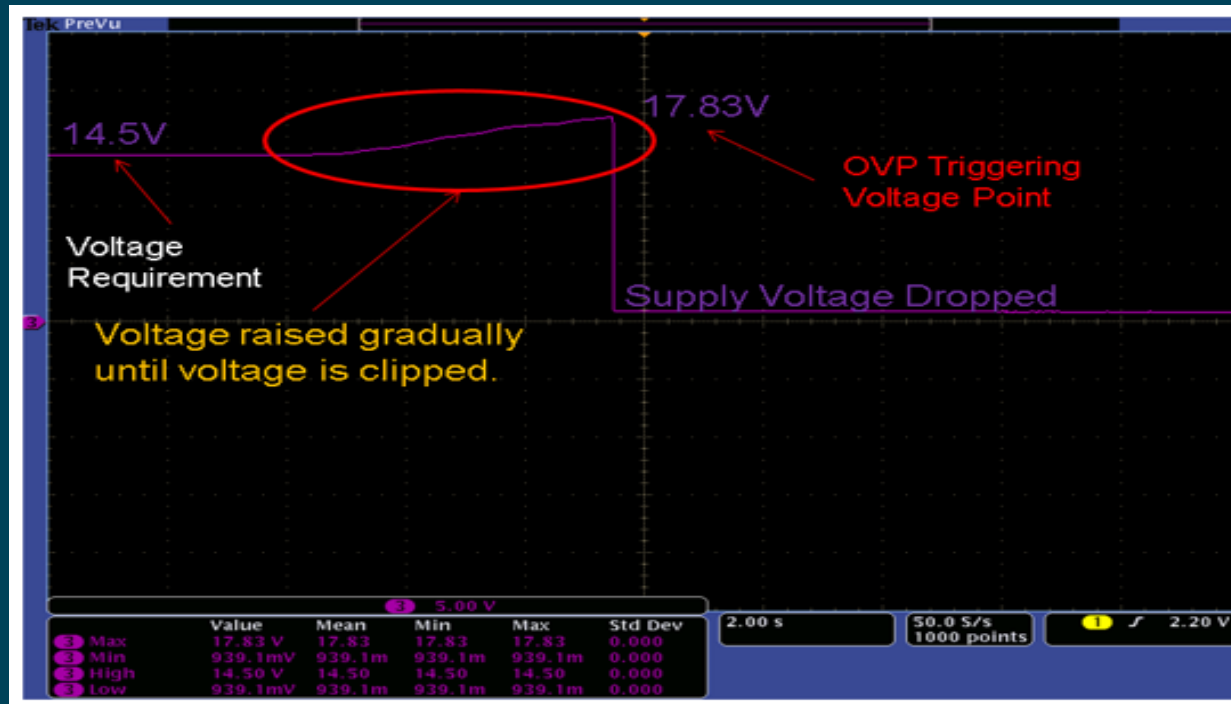 Tek PreVu
14.5V
17.83V
OVP Triggering
Voltage Point
Voltage
Requirement
Supply Voltage Dropped
3
Voltage raised gradually
until voltage is clipped.
3 5.00 V
Value Mean Min Max Std Dev
3 Max 17.83 V 17.83 17.83 17.83 0.000
3 Min 939.1mV 939.1m 939.1m 939.1m 0.000
3 High 14.50 V 14.50 14.50 14.50 0.000
3 Low 939.1mV 939.1m 939.1m 939.1m 0.000
2.00 s
50.0 S/s
1000 points
1 2.20 V